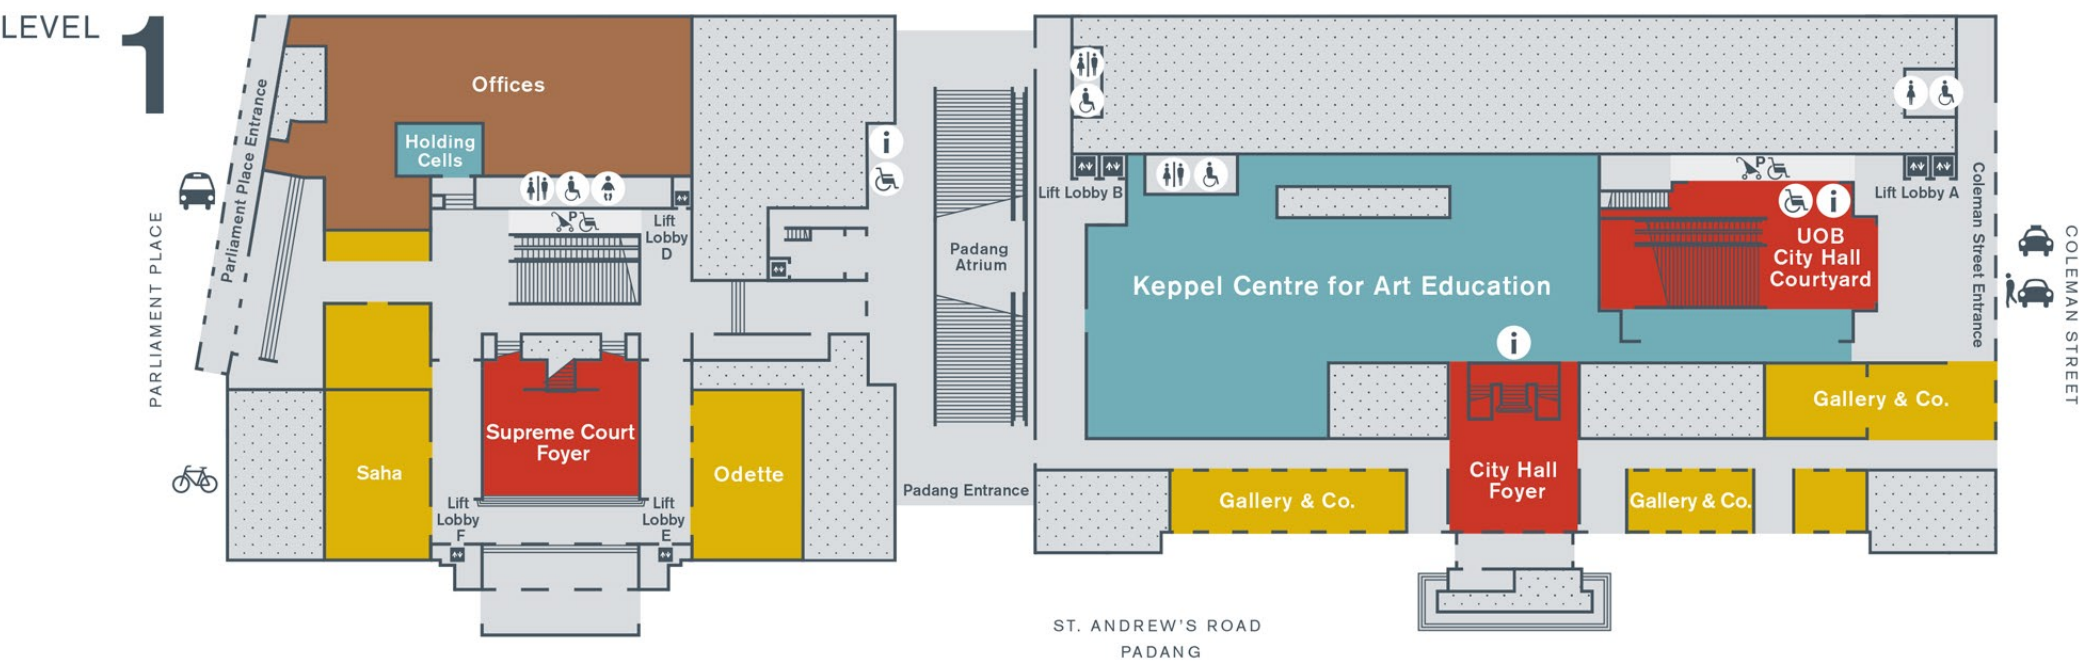 LEVEL 1
Offices
Holding
Cells
Parliament Place Entrance
PARLIAMENT PLACE
P
Lift
Lobby
D
i
Padang
Atrium
Lift Lobby B
Keppel Centre for Art Education
P
Lift Lobby A
i
UOB
City Hall
Courtyard
Coleman Street Entrance
COLEMAN STREET
i
Supreme Court
Foyer
Saha
Odette
Lift
Lobby
F
Lift
Lobby
E
Padang Entrance
Gallery & Co.
City Hall
Foyer
Gallery & Co.
Gallery & Co.
ST. ANDREW'S ROAD
PADANG